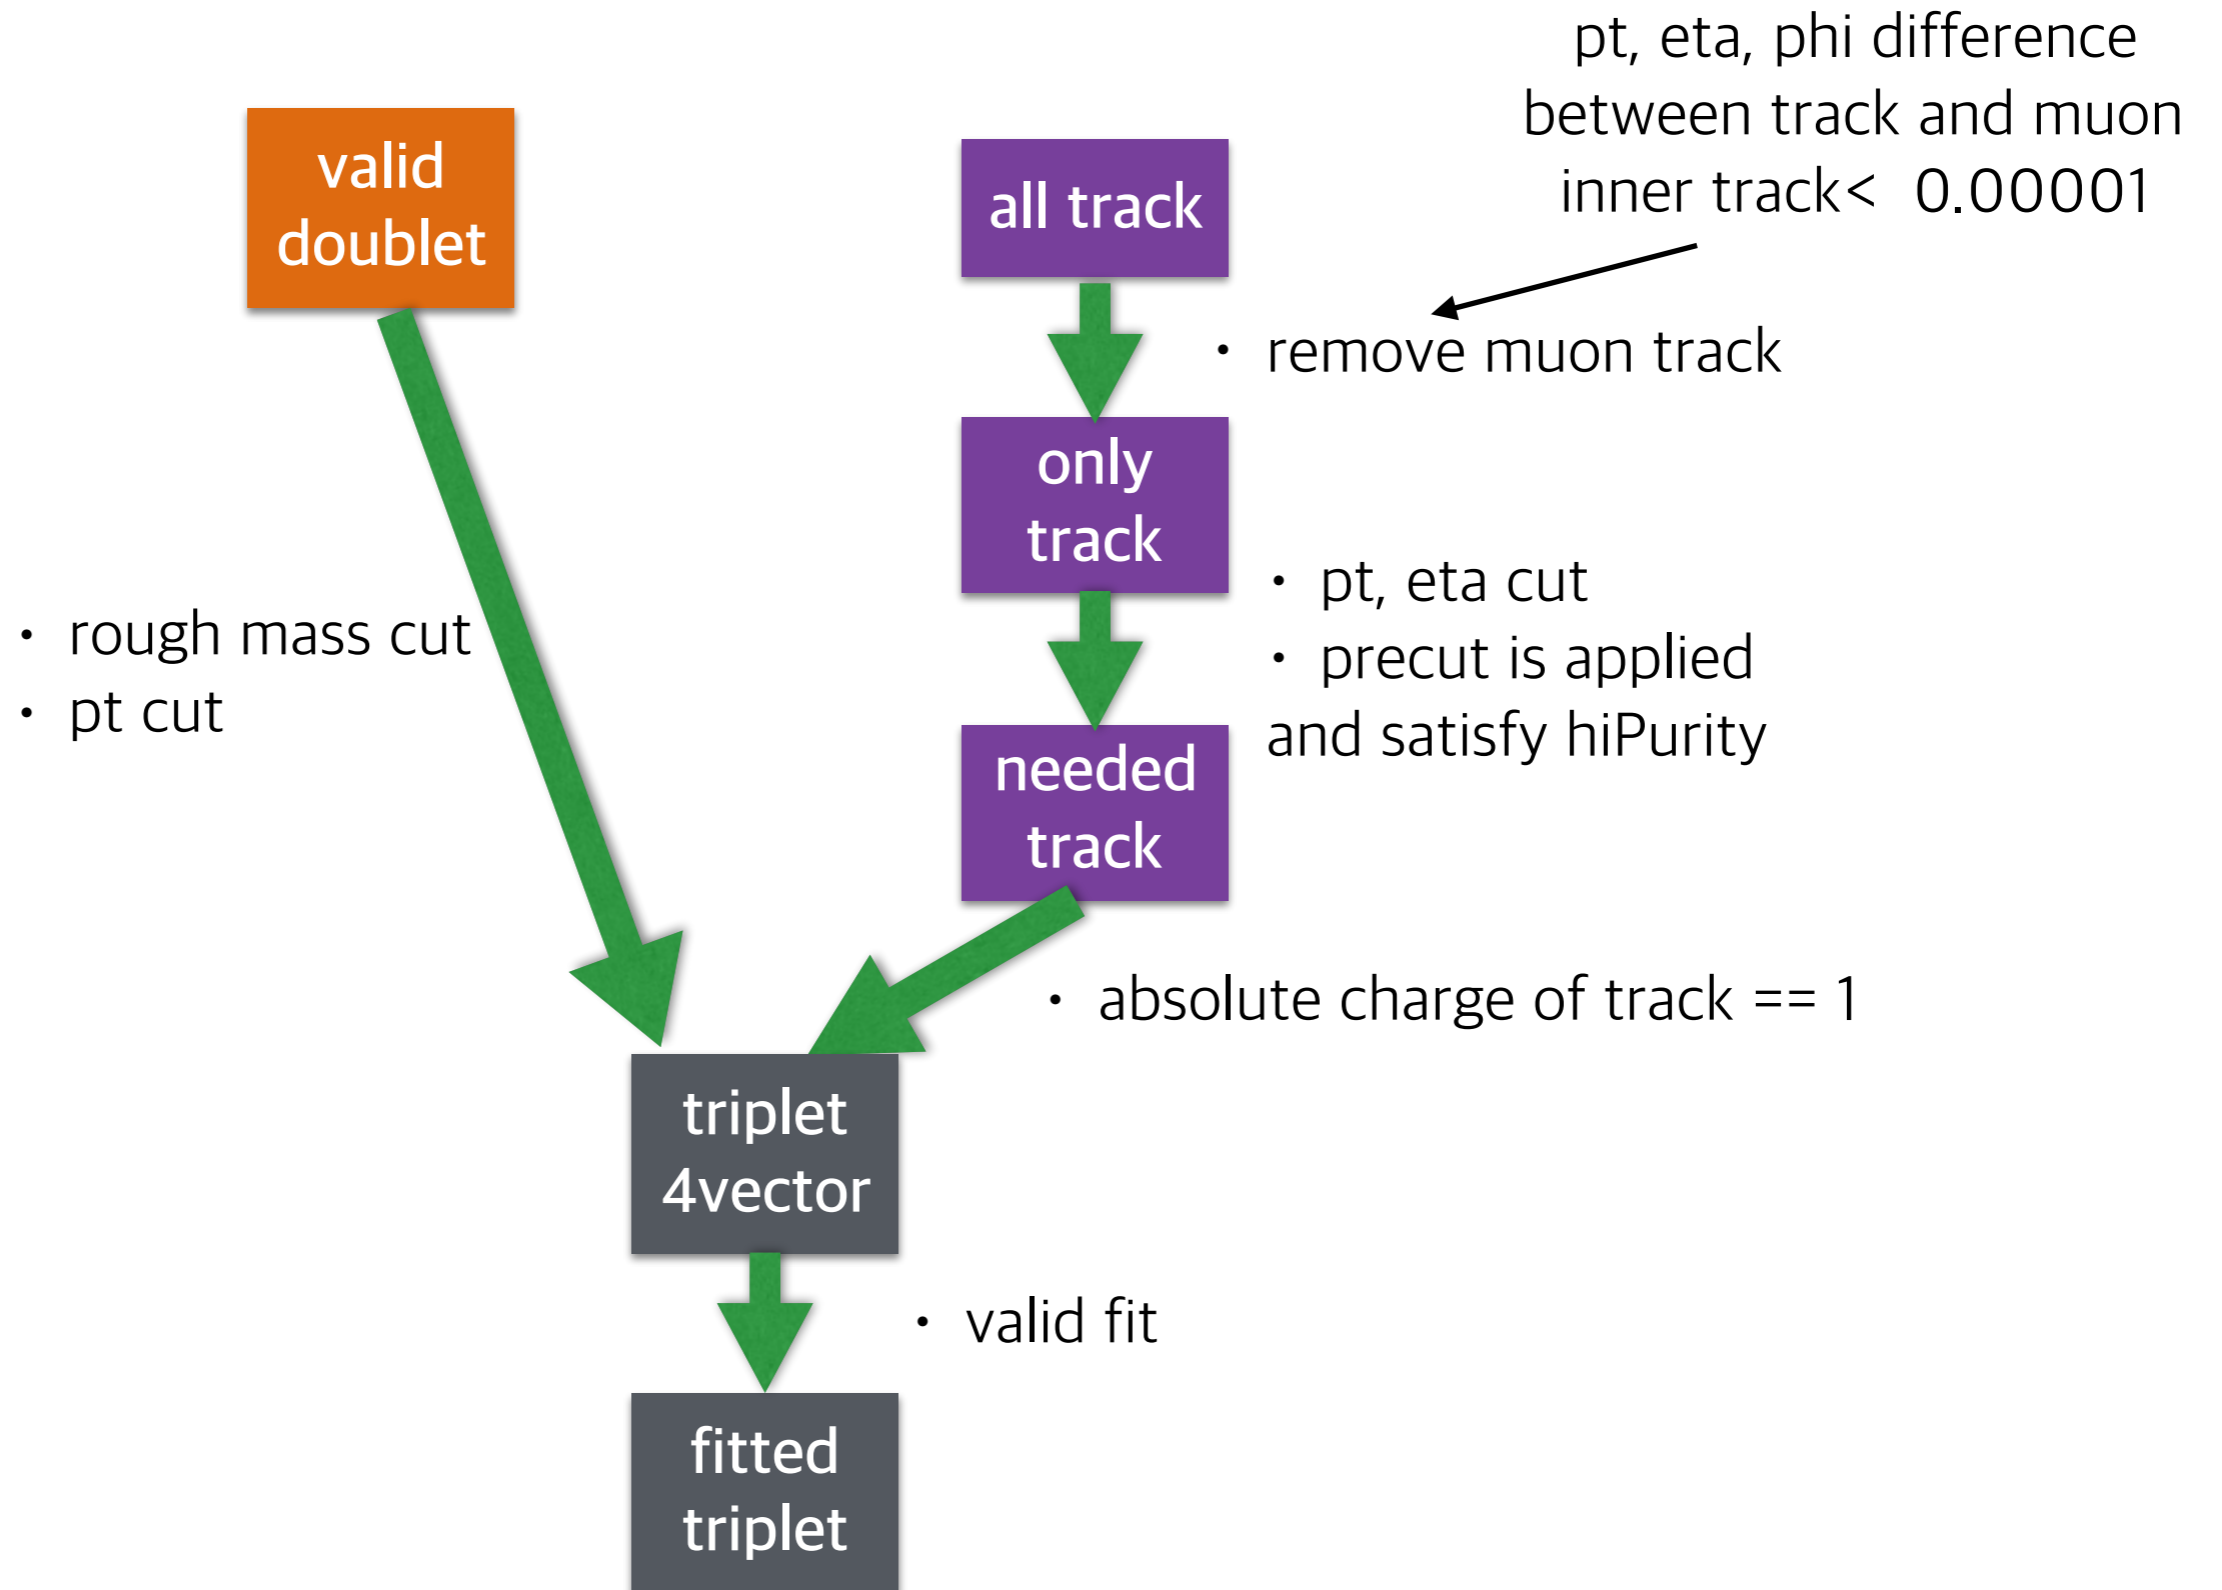 pt, eta, phi difference
between track and muon
inner track< 0.00001
valid
doublet
all track
• remove muon track
only
track
• pt, eta cut
• precut is applied
and satisfy hiPurity
• rough mass cut
• pt cut
needed
track
• absolute charge of track == 1
triplet
4vector
• valid fit
fitted
triplet